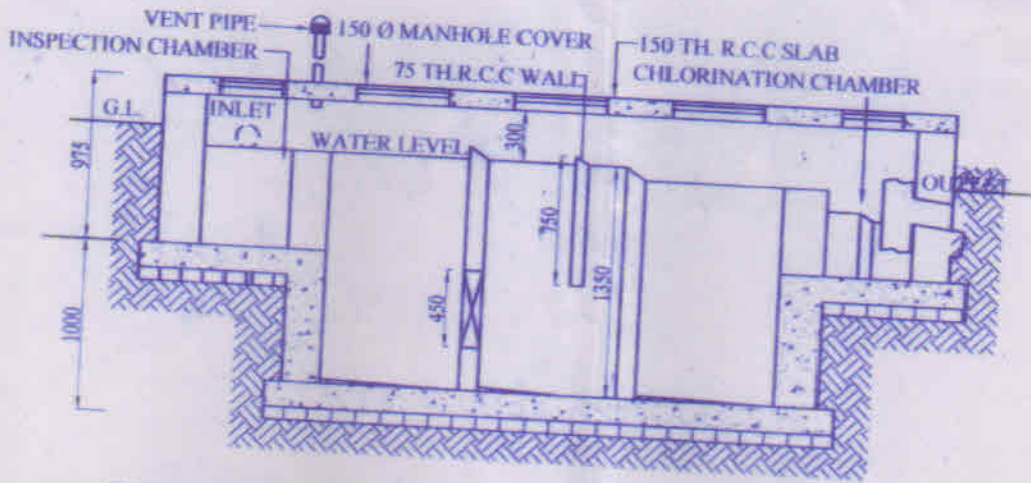 VENT PIPE
INSPECTION CHAMBER
150 Ø MANHOLE COVER
75 TH.R.C.C WALL
150 TH. R.C.C SLAB
CHLORINATION CHAMBER
G.L.
INLET
WATER LEVEL
300
975
750
450
1350
1000